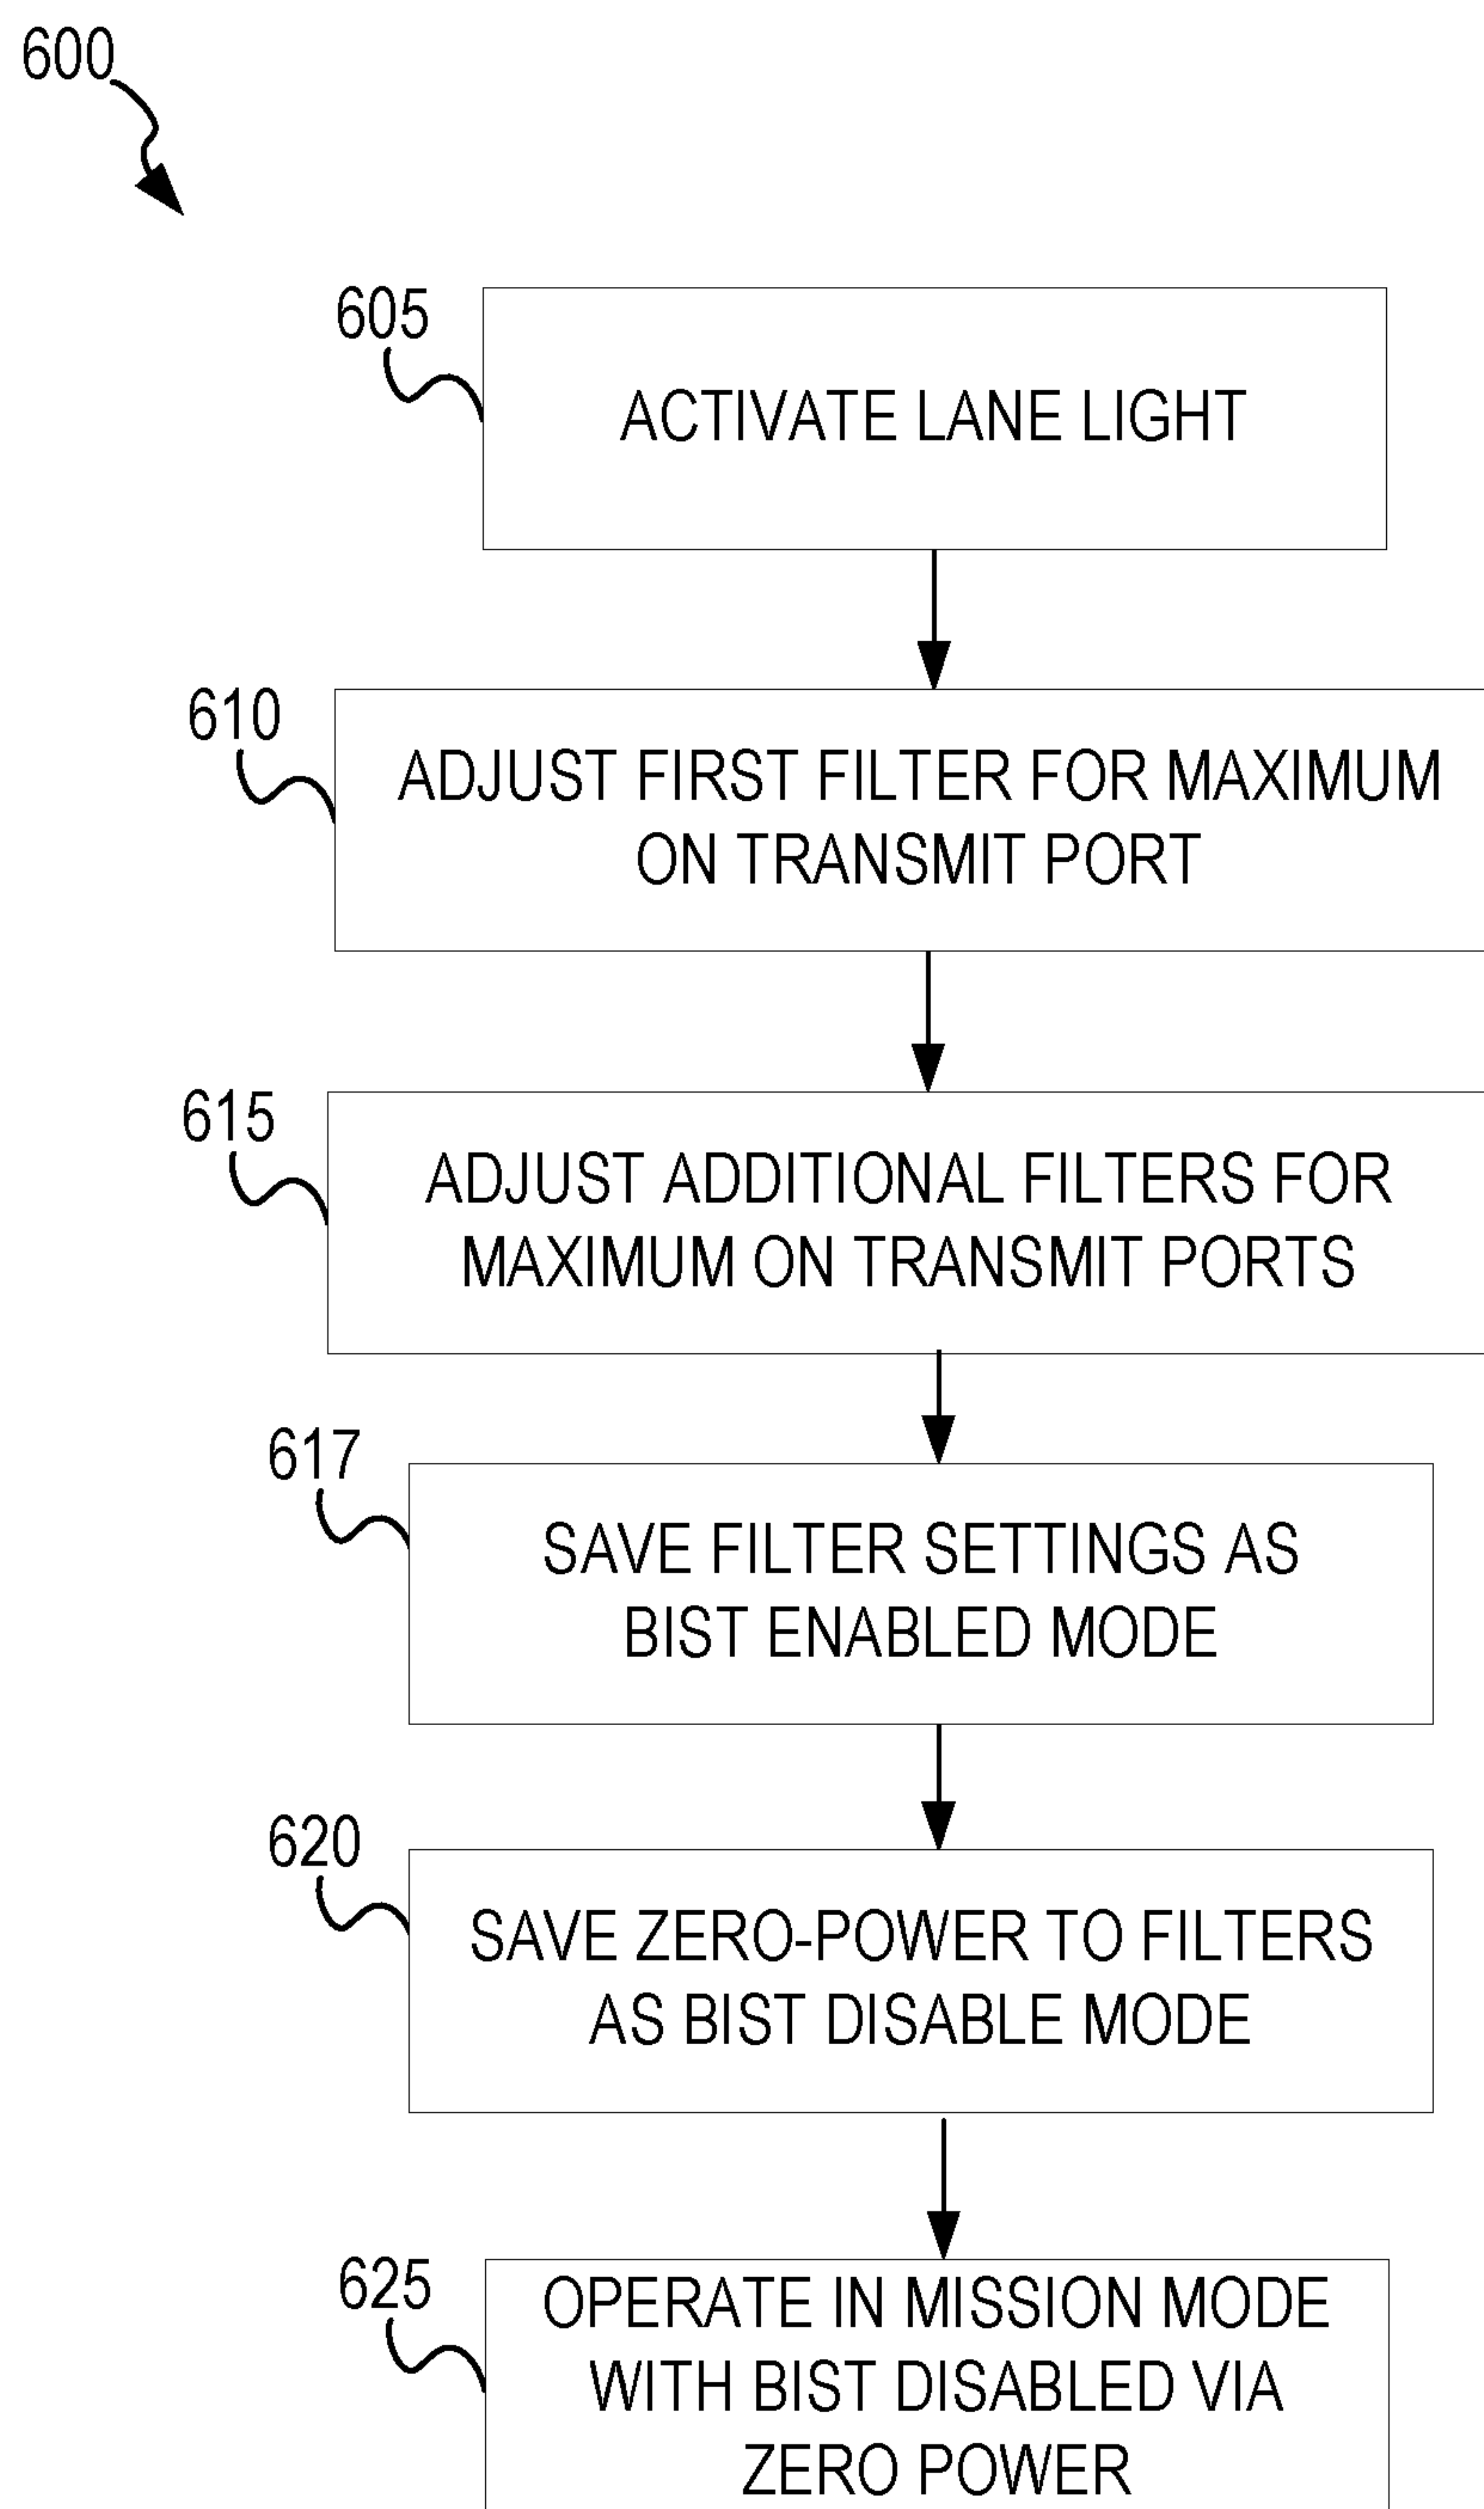 600
605
ACTIVATE LANE LIGHT
610
ADJUST FIRST FILTER FOR MAXIMUM
ON TRANSMIT PORT
615
ADJUST ADDITIONAL FILTERS FOR
MAXIMUM ON TRANSMIT PORTS
617
SAVE FILTER SETTINGS AS
BIST ENABLED MODE
620
SAVE ZERO-POWER TO FILTERS
AS BIST DISABLE MODE
625
OPERATE IN MISSION MODE
WITH BIST DISABLED VIA
ZERO POWER